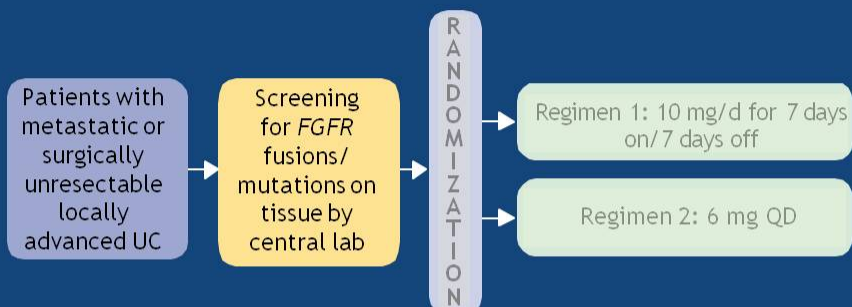 Patients with
metastatic or
surgically
unresectable
locally
advanced UC
Screening
for FGFR
fusions/
mutations on
tissue by
central lab
RANDOMIZATION
Regimen 1: 10 mg/d for 7 days
on/7 days off
Regimen 2: 6 mg QD